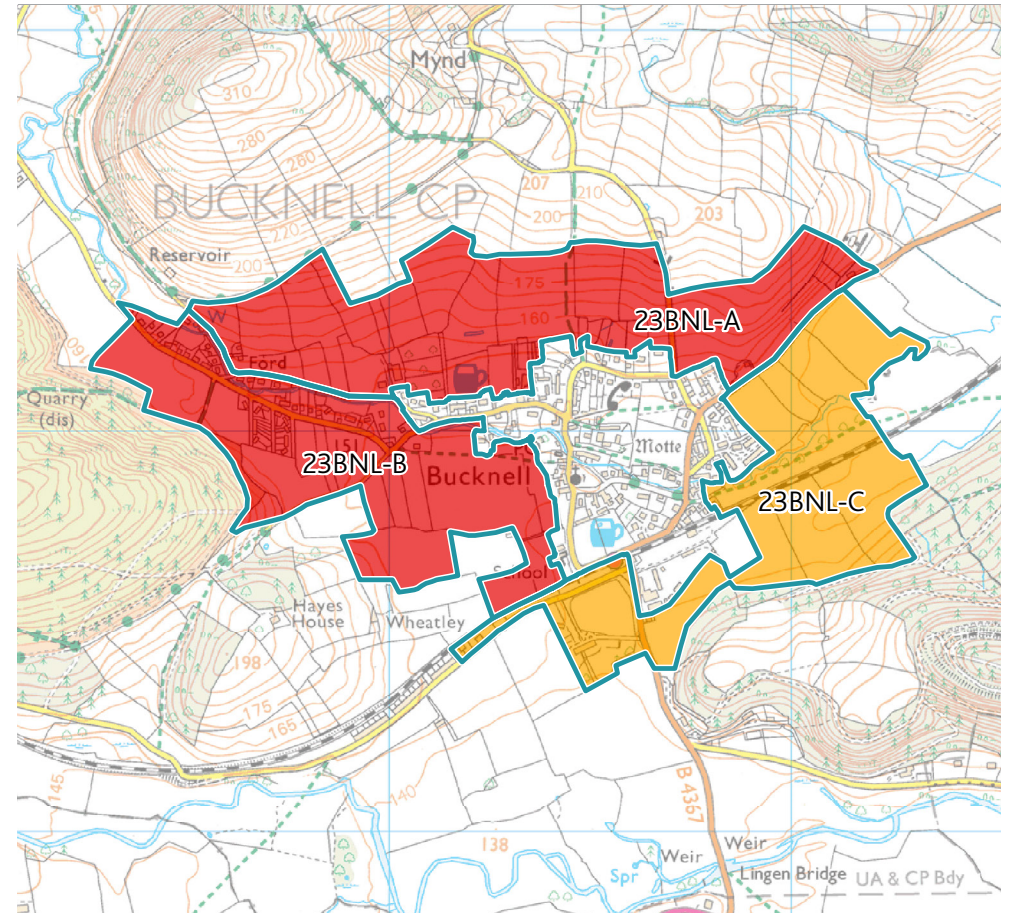 Mynd
310
280
260
BUCKNELL CP
207
210
203
200
220
Reservoir
200
175
W
160
23BNL-A
Ford
Quarry
(dis)
151
23BNL-B
Motte
Bucknell
23BNL-C
School
Hayes
House
Wheatley
198
175
165
145
140
B 4367
138
Weir
Weir
Spr
Lingen Bridge
UA & CP Bdy